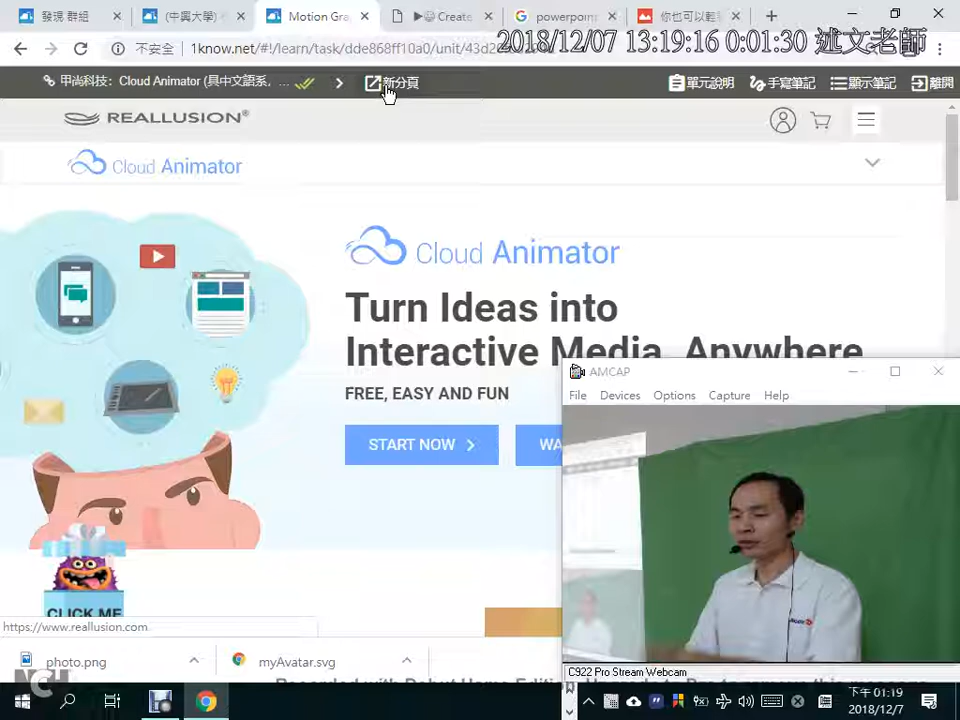 發現 群組
(中興大學)
Motion Gra
Create
powerpoint
你也可以輕
2018/12/07 13:19:16 0:01:30 述文老師
不安全
1know.net/#!/learn/task/dde868ff10a0/unit/43d2
甲尚科技: Cloud Animator (具中文語系, ...
新分頁
單元說明
手寫筆記
顯示筆記
離開
REALLUSION®
Cloud Animator
Cloud Animator
Turn Ideas into
Interactive Media, Anywhere
FREE, EASY AND FUN
START NOW
WA
CLICK ME
https://www.reallusion.com
AMCAP
File Devices Options Capture Help
C922 Pro Stream Webcam
photo.png
myAvatar.svg
NCH
下午 01:19
2018/12/7